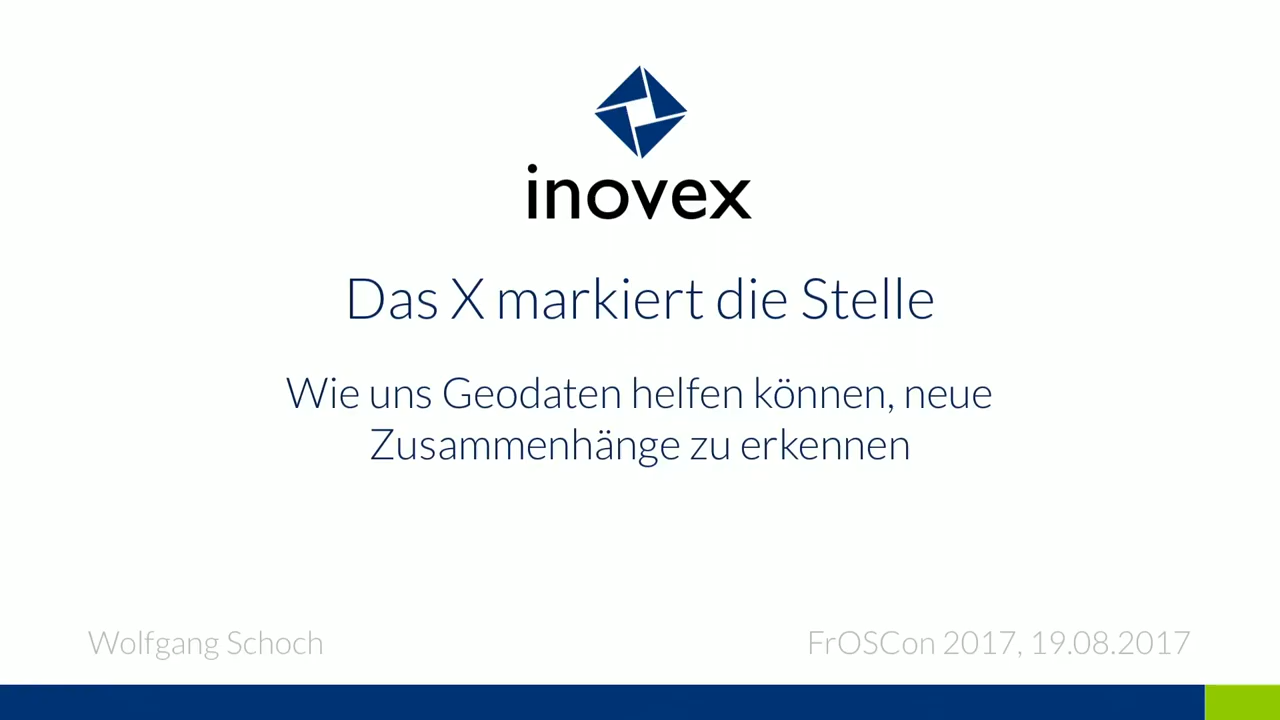 inovex
Das X markiert die Stelle
Wie uns Geodaten helfen können, neue
Zusammenhänge zu erkennen
Wolfgang Schoch
FrOSCon 2017, 19.08.2017